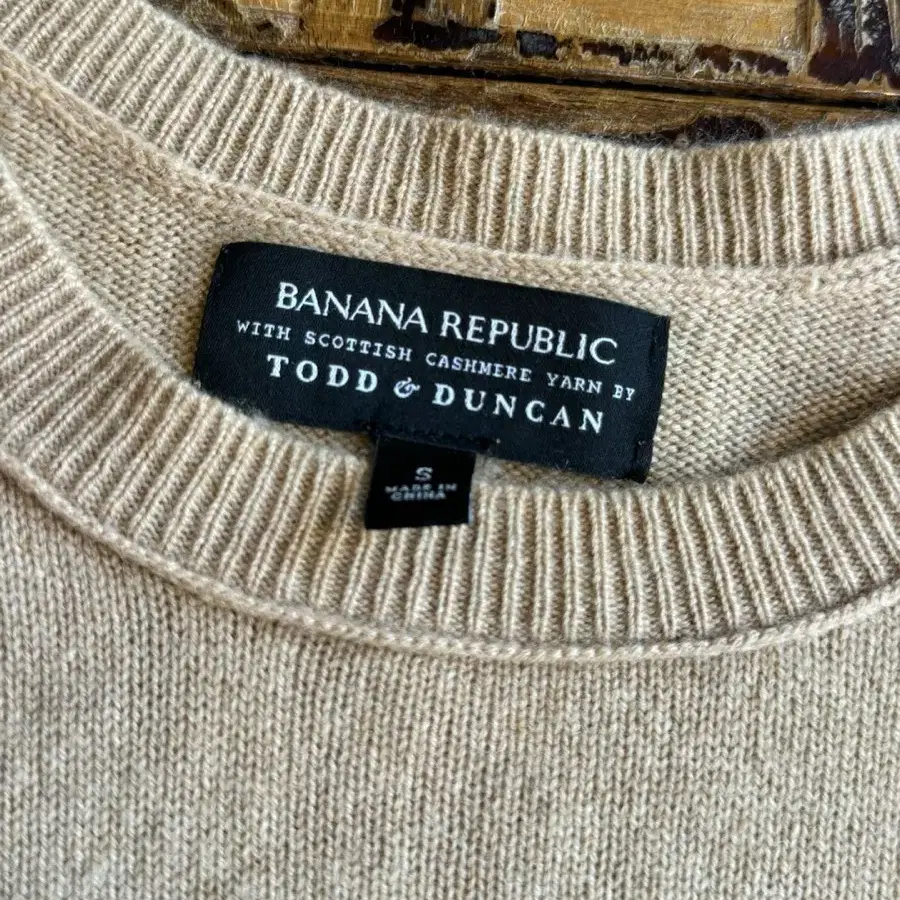 BANANA REPUBLIC
WITH SCOTTISH CASHMERE YARN BY
TODD & DUNCAN
S
MADE IN
CHINA